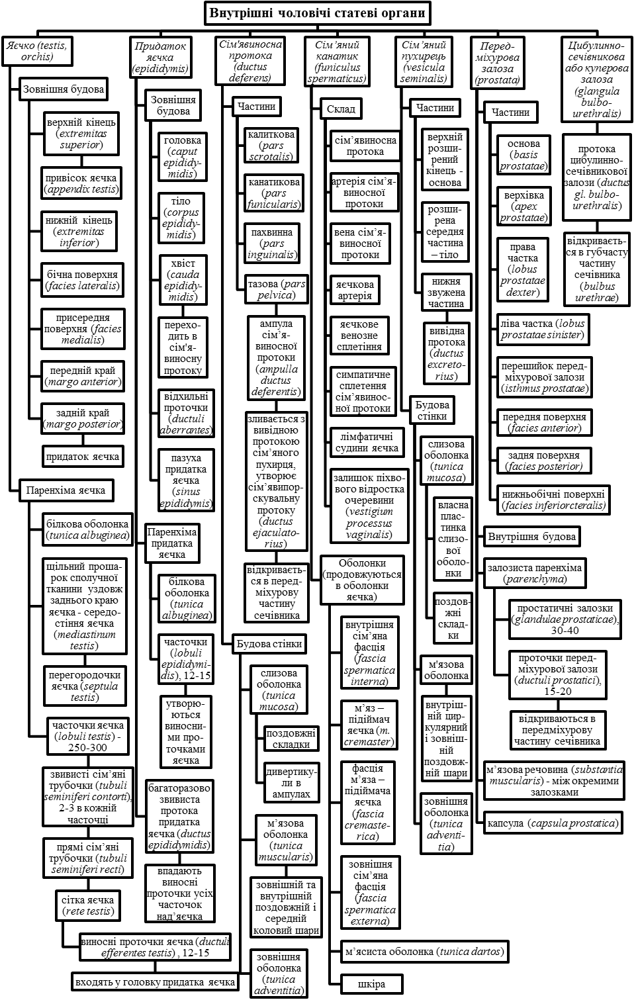 Внутрішні чоловічі статеві органи
Яєчко (testis,
orchis)
Зовнішня будова
верхній кінець
(extremitas
superior)
привісок яєчка
(appendix testis)
нижній кінець
(extremitas
inferior)
бічна поверхня
(facies lateralis)
присередня
поверхня (facies
medialis)
передній край
(margo anterior)
задній край
(margo posterior)
придаток яєчка
Паренхіма яєчка
білкова оболонка
(tunica albuginea)
щільний проша-
рок сполучної
тканини уздовж
заднього краю
яєчка - середо-
стіння яєчка
(mediastinum
testis)
перегородочки
яєчка (septula
testis)
часточки яєчка
(lobuli testis) -
250-300
звивисті сім’яні
трубочки (tubuli
seminiferi contorti),
2-3 в кожній
часточці
прямі сім’яні
трубочки (tubuli
seminiferi recti)
сітка яєчка
(rete testis)
виносні проточки яєчка (ductuli
efferentes testis) , 12-15
входять у головку придатка яєчка
Придаток
яєчка
(epididymis)
Зовнішня
будова
головка
(caput
epididy-
midis)
тіло
(corpus
epididy-
midis)
хвіст
(cauda
epididy-
midis)
перехо-
дить в
сім'я-
виносну
протоку
відхильні
проточки
(ductuli
aberrantes)
пазуха
придатка
яєчка
(sinus
epididymis)
Паренхіма
придатка
яєчка
білкова
оболонка
(tunica
albuginea)
часточки
(lobuli
epididymi-
dis), 12-15
утворю-
ються
виносни-
ми про-
точками
яєчка
багаторазово
звивиста
протока
придатка
яєчка (ductus
epididymidis)
впадають
виносні
проточки усіх
часточок
над’яєчка
Сім'явиносна
протока
(ductus
deferens)
Частини
калиткова
(pars
scrotalis)
канатикова
(pars
funicularis)
пахвинна
(pars
inguinalis)
тазова (pars
pelvica)
ампула
сім’я-
виносної
протоки
(ampulla
ductus
deferentis)
зливається з
вивідною
протокою
сім’яного
пухирця,
утворює
сім’явипор-
скувальну
протоку
(ductus
ejaculato-
rius)
відкриваєть-
ся в перед-
міхурову
частину
сечівника
Будова стінки
слизова
оболонка
(tunica
mucosa)
поздовжні
складки
дивертику-
ли в
ампулах
м’язова
оболонка
(tunica
muscularis)
зовнішній та
внутрішній
поздовжній і
середній
коловий шари
зовнішня
оболонка
(tunica
adventitia)
Сім’яний
канатик
(funiculus
spermaticus)
Склад
сім’явиносна
протока
артерія сім’я-
виносної
протоки
вена сім’я-
виносної
протоки
яєчкова
артерія
яєчкове
венозне
сплетіння
симпатичне
сплетення
сім’явинос-
ної протоки
лімфатичні
судини яєчка
залишок піхво-
вого відростка
очеревини
(vestigium
processus
vaginalis)
Оболонки
(продовжуються
в оболонки
яєчка)
внутрішня
сім’яна
фасція
(fascia
spermatica
interna)
м’яз –
підіймач
яєчка (m.
cremaster)
фасція
м’яза –
підіймача
яєчка
(fascia
cremaste-
rica)
зовнішня
сім’яна
фасція
(fascia
spermatica
externa)
м’ясиста оболонка (tunica dartos)
шкіра
Сім’яний
пухирець
(vesicula
seminalis)
Частини
верхній
розши-
рений
кінець -
основа
розши-
рена
середня
частина
– тіло
нижня
звужена
частина
вивідна
протока
(ductus
excreto-
rius)
Будова
стінки
слизова
оболонка
(tunica
mucosa)
власна
плас-
тинка
слизо-
вої
оболо-
нки
поздов-
жні
склад-
ки
м'язова
оболонка
внутріш-
ній цир-
кулярний
і зовніш-
ній
поздовж-
ній шари
зовнішня
оболонка
(tunica
adventi-
tia)
Перед-
міхурова
залоза
(prostata)
Частини
основа
(basis
prostatae)
верхівка
(apex
prostatae)
права
частка
(lobus
prostatae
dexter)
ліва частка (lobus
prostatae sinister)
перешийок перед-
міхурової залози
(isthmus prostatae)
передня поверхня
(facies anterior)
задня поверхня
(facies posterior)
нижньобічні поверхні
(facies inferiorcteralis)
Внутрішня будова
залозиста паренхіма
(parenchyma)
простатичні залозки
(glandulae prostaticae),
30-40
проточки перед-
міхурової залози
(ductuli prostatici),
15-20
відкриваються в
передміхурову
частину сечівника
м’язова речовина (substantia
muscularis) - між окремими
залозками
капсула (capsula prostatica)
Цибулинно-
сечівникова
або куперова
залоза
(glangula
bulbo-
urethralis)
протока
цибулинно-
сечівникової
залози (ductus
gl. bulbo-
urethralis)
відкриваєть-
ся в губчасту
частину
сечівника
(bulbus
urethrae)